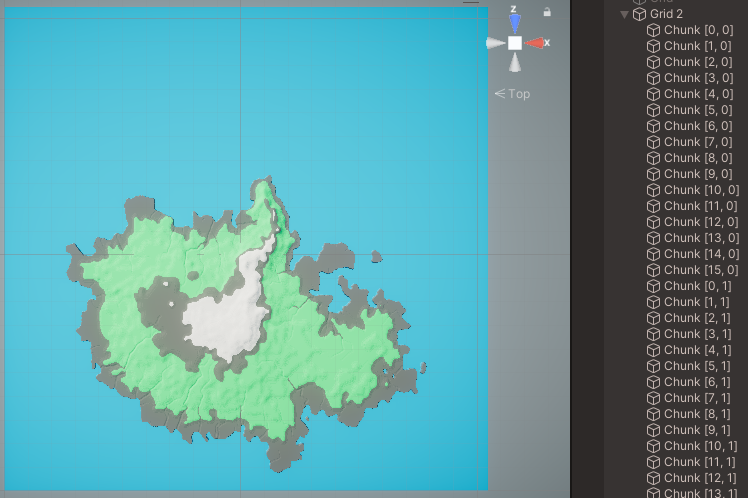 z
x
Top
Grid 2
Chunk [0, 0]
Chunk [1, 0]
Chunk [2, 0]
Chunk [3, 0]
Chunk [4, 0]
Chunk [5, 0]
Chunk [6, 0]
Chunk [7, 0]
Chunk [8, 0]
Chunk [9, 0]
Chunk [10, 0]
Chunk [11, 0]
Chunk [12, 0]
Chunk [13, 0]
Chunk [14, 0]
Chunk [15, 0]
Chunk [0, 1]
Chunk [1, 1]
Chunk [2, 1]
Chunk [3, 1]
Chunk [4, 1]
Chunk [5, 1]
Chunk [6, 1]
Chunk [7, 1]
Chunk [8, 1]
Chunk [9, 1]
Chunk [10, 1]
Chunk [11, 1]
Chunk [12, 1]
Chunk [13, 1]